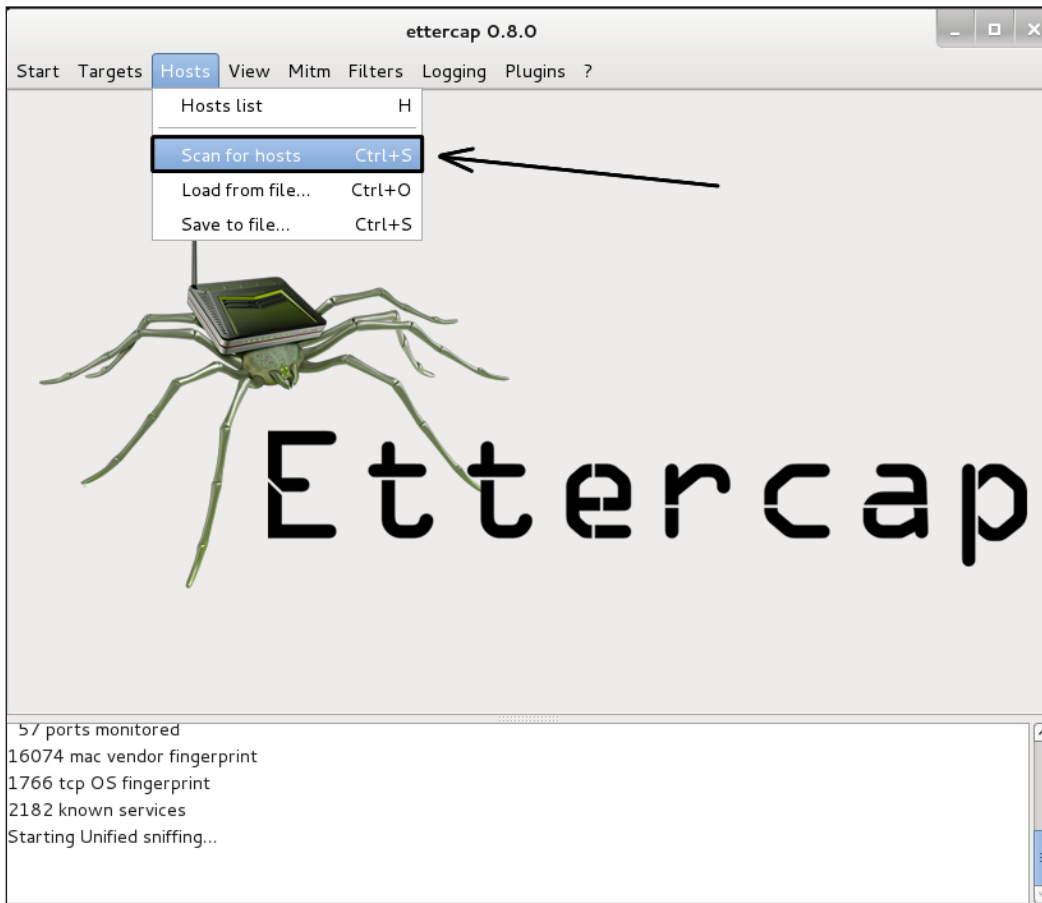 ettercap 0.8.0
Start Targets Hosts View Mitm Filters Logging Plugins ?
Hosts list H
Scan for hosts Ctrl+S
Load from file... Ctrl+O
Save to file... Ctrl+S
Ettercap
57 ports monitored
16074 mac vendor fingerprint
1766 tcp OS fingerprint
2182 known services
Starting Unified sniffing...